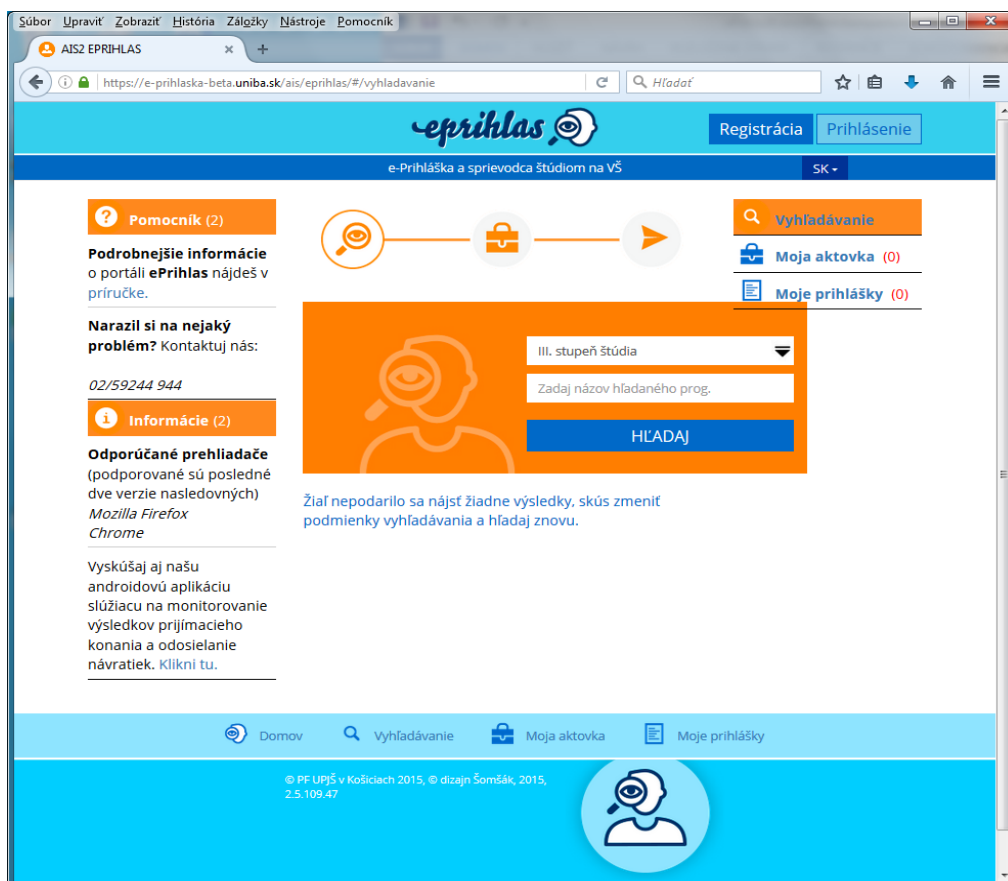 Súbor Upraviť Zobraziť História Záložky Nástroje Pomocník
AIS2 EPRIHLAS
https://e-prihlaska-beta.uniba.sk/ais/eprihlas/#/vyhladavanie
Hľadať
eprihlas
Registrácia
Prihlásenie
e-Prihláška a sprievodca štúdiom na VŠ
SK
Pomocník (2)
Podrobnejšie informácie
o portáli ePrihlas nájdeš v
príručke.
Narazil si na nejaký
problém? Kontaktuj nás:
02/59244 944
Informácie (2)
Odporúčané prehliadače
(podporované sú posledné
dve verzie nasledovných)
Mozilla Firefox
Chrome
Vyskúšaj aj našu
androidovú aplikáciu
slúžiacu na monitorovanie
výsledkov prijímacieho
konania a odosielanie
návratiek. Klikni tu.
III. stupeň štúdia
Zadaj názov hľadaného prog.
HĽADAJ
Žiaľ nepodarilo sa nájsť žiadne výsledky, skús zmeniť
podmienky vyhľadávania a hľadaj znovu.
Vyhľadávanie
Moja aktovka (0)
Moje prihlášky (0)
Domov
Vyhľadávanie
Moja aktovka
Moje prihlášky
© PF UPJŠ v Košiciach 2015, © dizajn Šomšák, 2015,
2.5.109.47